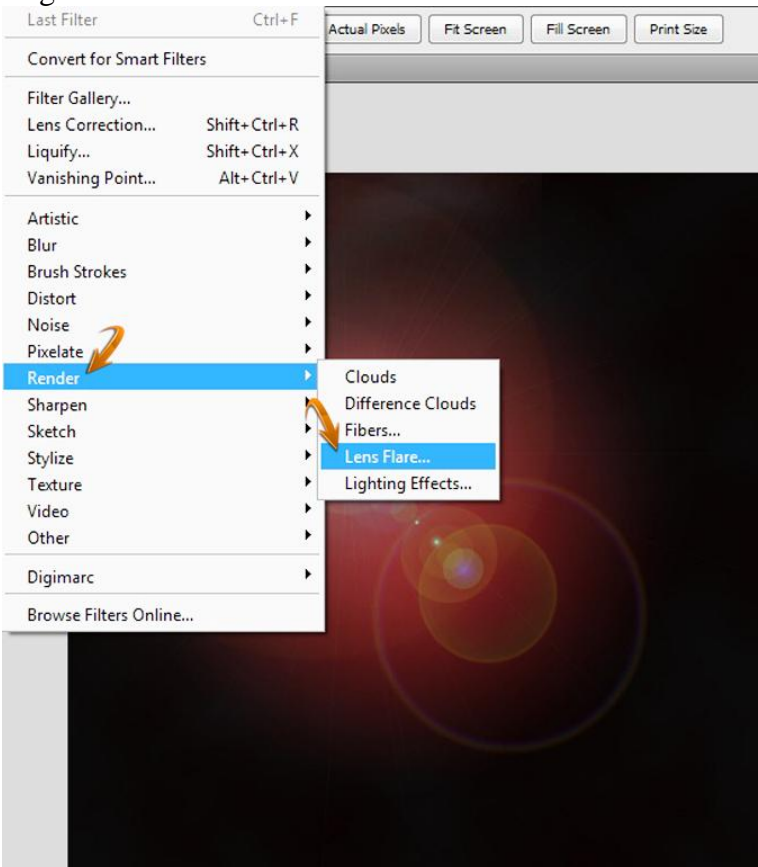 Last Filter Ctrl+F
Actual Pixels Fit Screen Fill Screen Print Size
Convert for Smart Filters
Filter Gallery...
Lens Correction... Shift+Ctrl+R
Liquify... Shift+Ctrl+X
Vanishing Point... Alt+Ctrl+V
Artistic
Blur
Brush Strokes
Distort
Noise
Pixelate
Render
Sharpen
Sketch
Stylize
Texture
Video
Other
Digimarc
Browse Filters Online...
Clouds
Difference Clouds
Fibers...
Lens Flare...
Lighting Effects...